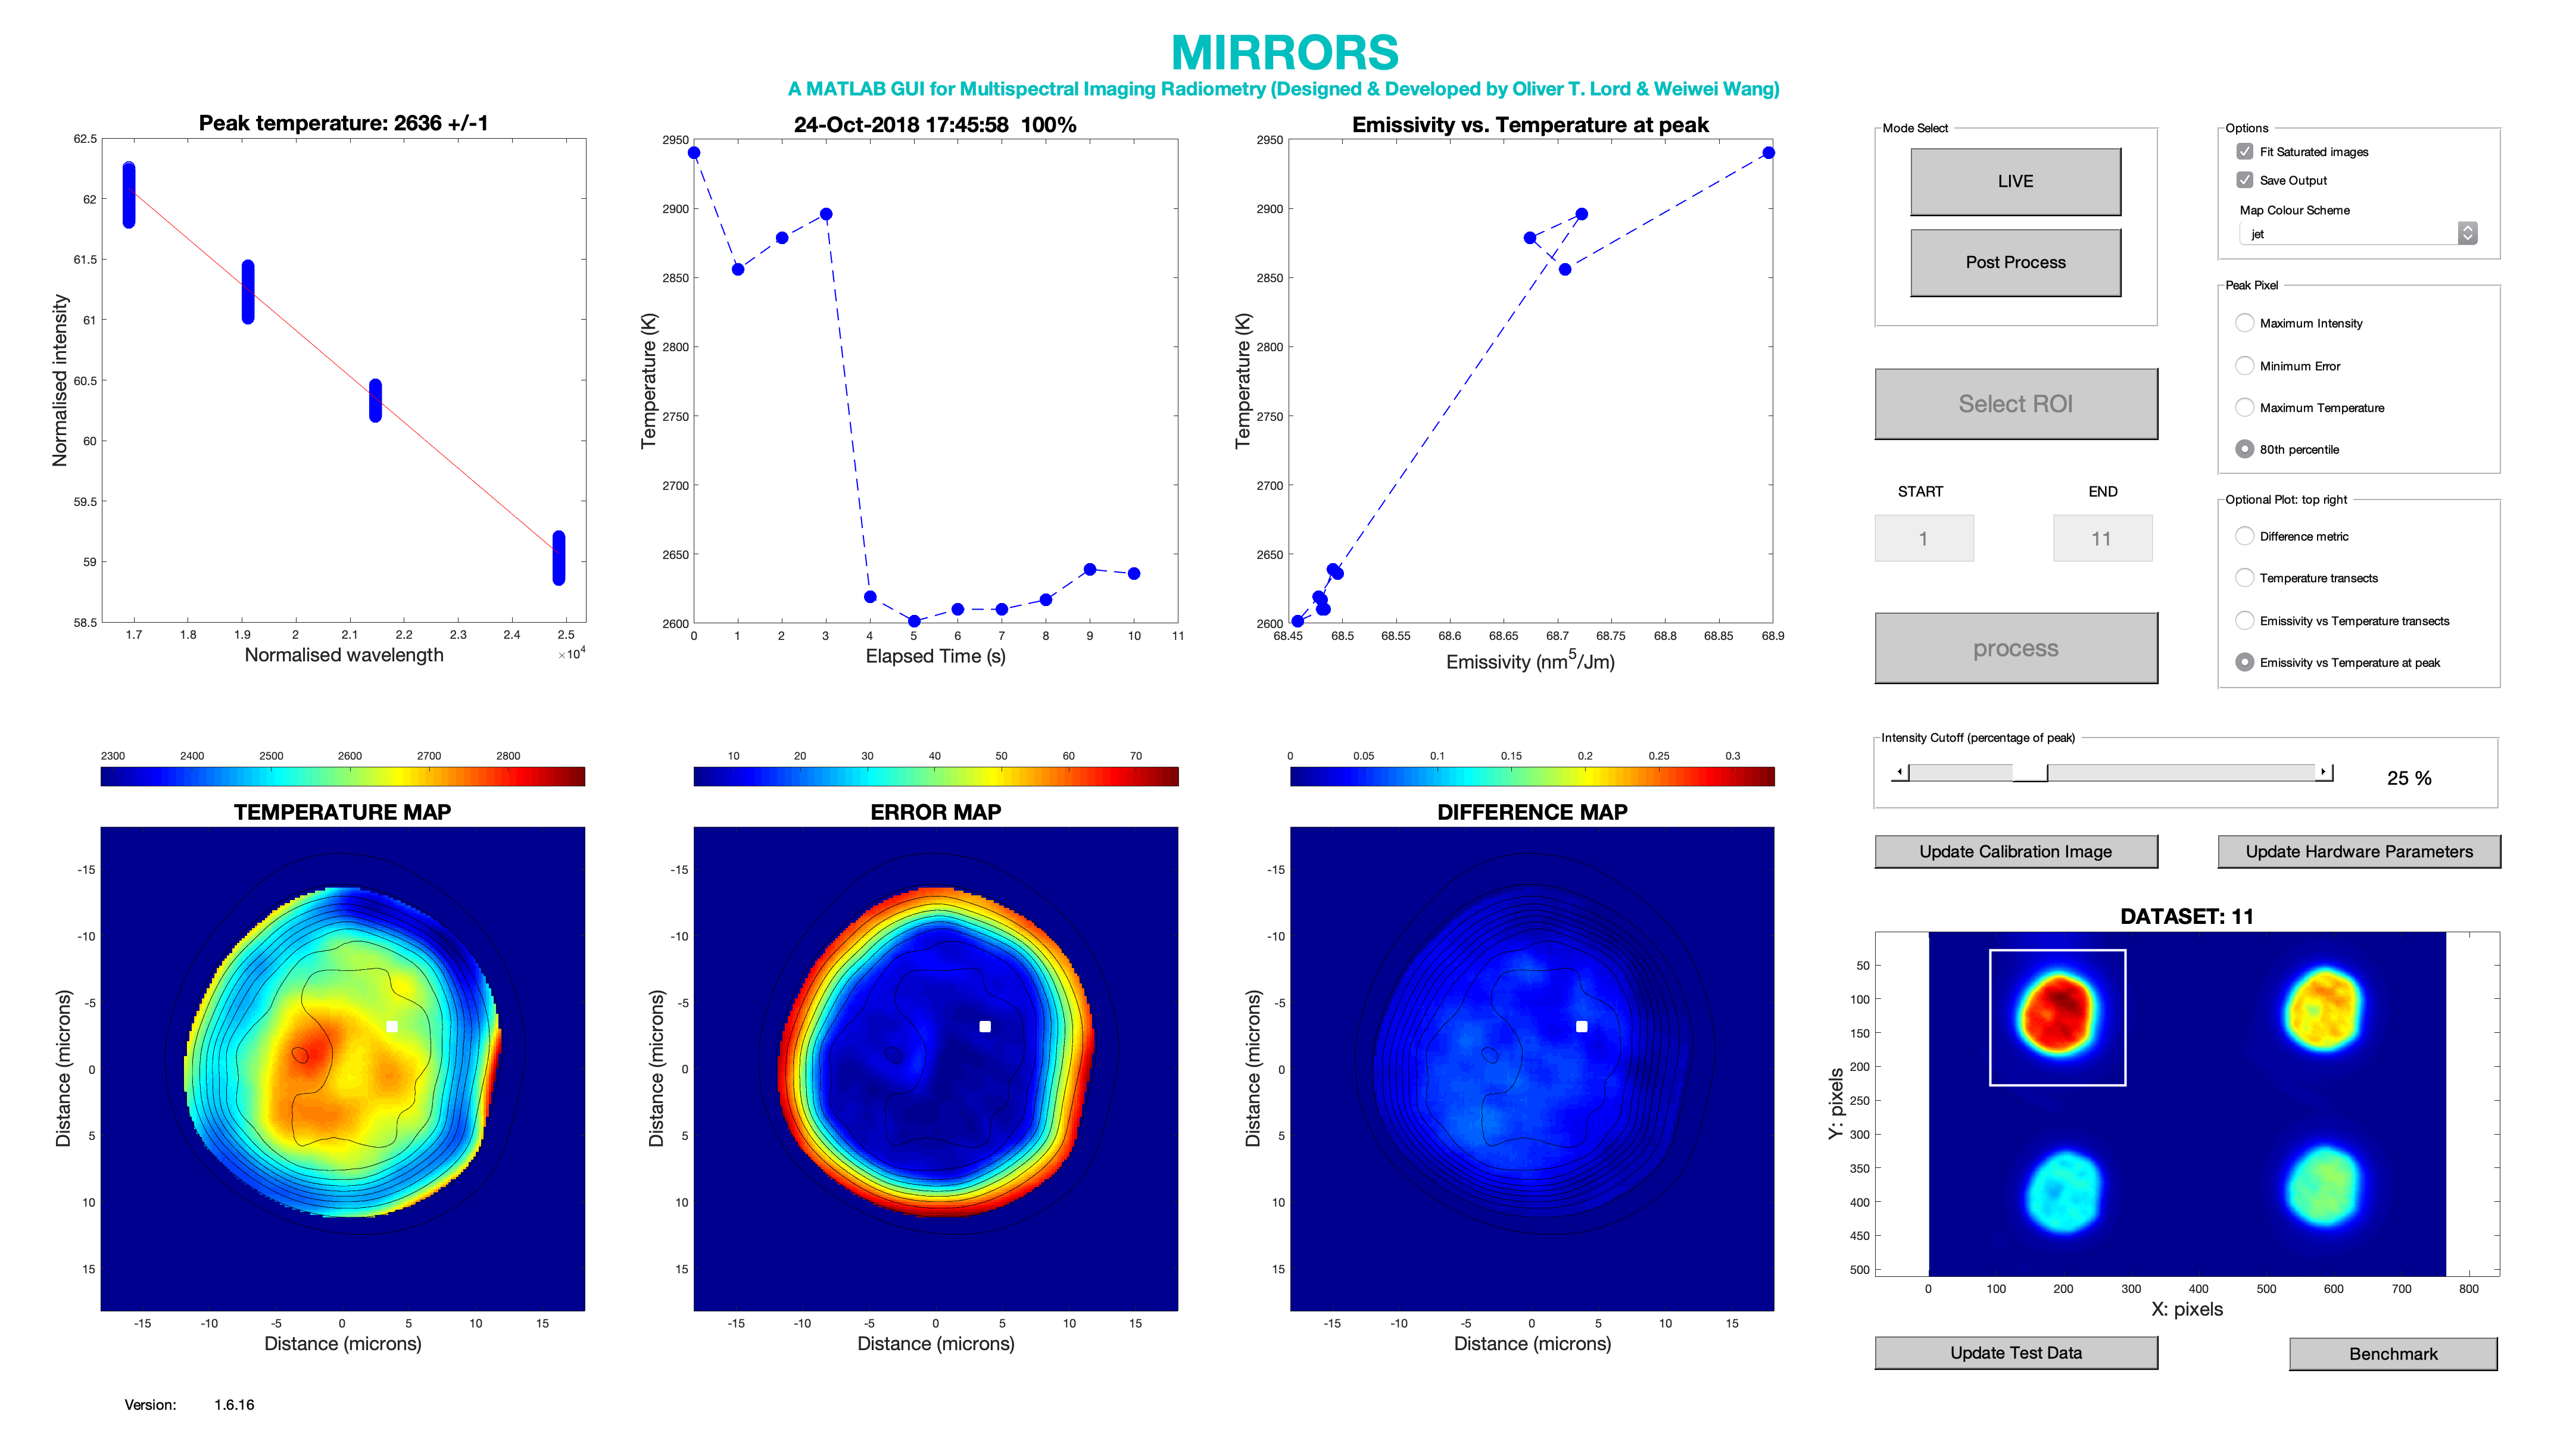 MIRRORS
A MATLAB GUI for Multispectral Imaging Radiometry (Designed & Developed by Oliver T. Lord & Weiwei Wang)
Peak temperature: 2636 +/-1
62.5
62
61.5
61
60.5
60
59.5
59
58.5
Normalised intensity
1.7 1.8 1.9 2 2.1 2.2 2.3 2.4 2.5
×10⁴
Normalised wavelength
24-Oct-2018 17:45:58 100%
2950
2900
2850
2800
2750
2700
2650
2600
Temperature (K)
0 1 2 3 4 5 6 7 8 9 10 11
Elapsed Time (s)
Emissivity vs. Temperature at peak
2950
2900
2850
2800
2750
2700
2650
2600
Temperature (K)
68.45 68.5 68.55 68.6 68.65 68.7 68.75 68.8 68.85 68.9
Emissivity (nm⁵/Jm)
Mode Select
LIVE
Post Process
Select ROI
START END
1 11
process
Options
Fit Saturated images
Save Output
Map Colour Scheme
jet
Peak Pixel
Maximum Intensity
Minimum Error
Maximum Temperature
80th percentile
Optional Plot: top right
Difference metric
Temperature transects
Emissivity vs Temperature transects
Emissivity vs Temperature at peak
2300 2400 2500 2600 2700 2800
TEMPERATURE MAP
-15
-10
-5
0
5
10
15
Distance (microns)
-15 -10 -5 0 5 10 15
Distance (microns)
10 20 30 40 50 60 70
ERROR MAP
-15
-10
-5
0
5
10
15
Distance (microns)
-15 -10 -5 0 5 10 15
Distance (microns)
0 0.05 0.1 0.15 0.2 0.25 0.3
DIFFERENCE MAP
-15
-10
-5
0
5
10
15
Distance (microns)
-15 -10 -5 0 5 10 15
Distance (microns)
Intensity Cutoff (percentage of peak)
25 %
Update Calibration Image
Update Hardware Parameters
DATASET: 11
50
100
150
200
250
300
350
400
450
500
Y: pixels
0 100 200 300 400 500 600 700 800
X: pixels
Update Test Data
Benchmark
Version: 1.6.16